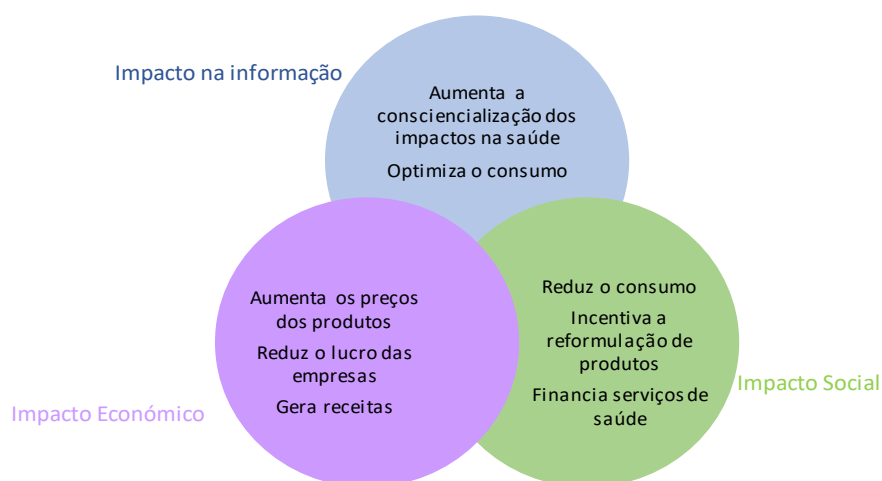 Impacto na informação
Aumenta a
consciencialização dos
impactos na saúde
Optimiza o consumo
Aumenta os preços
dos produtos
Reduz o lucro das
empresas
Gera receitas
Impacto Económico
Reduz o consumo
Incentiva a
reformulação de
produtos
Financia serviços de
saúde
Impacto Social